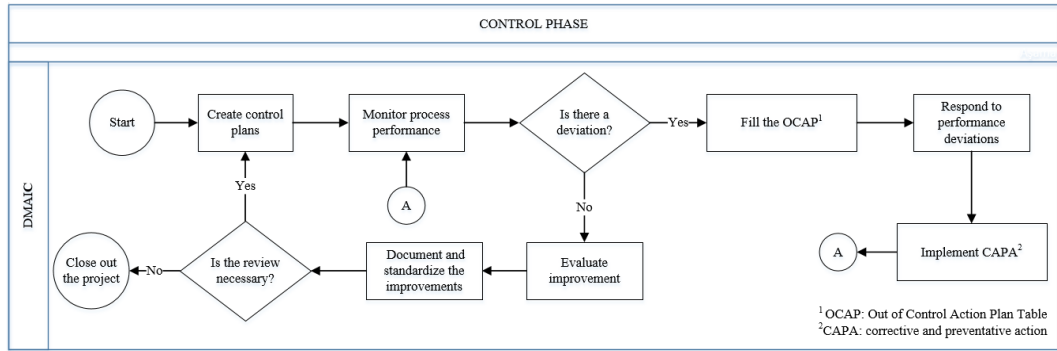 CONTROL PHASE
DMAIC
Start
Create control
plans
Monitor process
performance
Is there a
deviation?
Yes
Fill the OCAP¹
Respond to
performance
deviations
Yes
A
No
Close out
the project
No
Is the review
necessary?
Document and
standardize the
improvements
Evaluate
improvement
A
Implement CAPA²
¹ OCAP: Out of Control Action Plan Table
²CAPA: corrective and preventative action